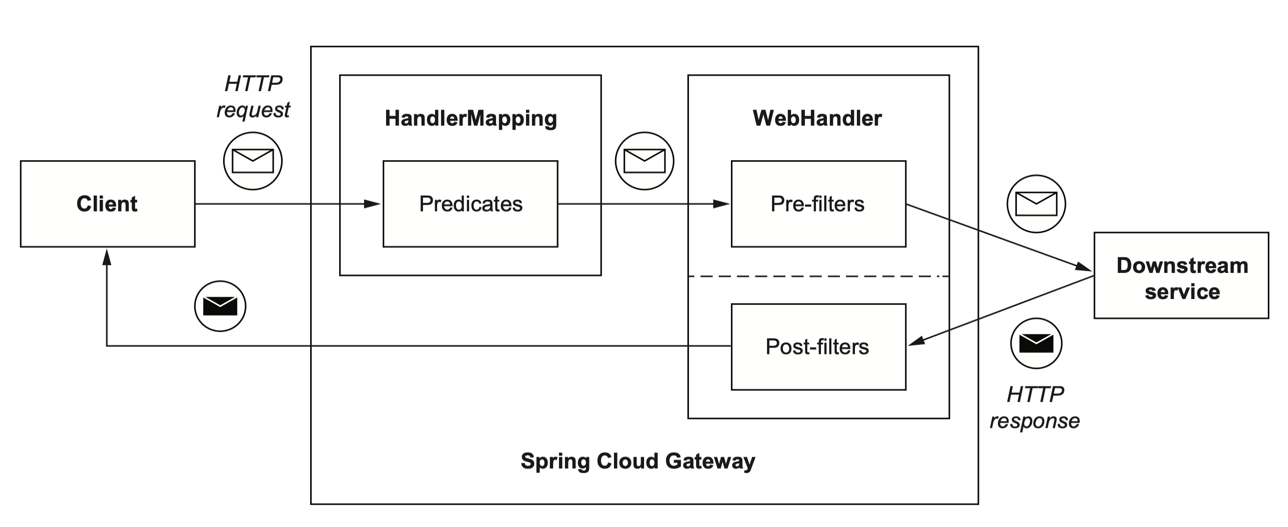 HTTP
request
HandlerMapping
WebHandler
Client
Predicates
Pre-filters
Downstream
service
Post-filters
HTTP
response
Spring Cloud Gateway